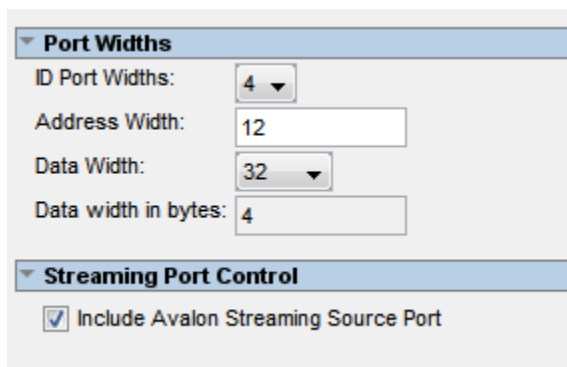 Port Widths
ID Port Widths: 4
Address Width: 12
Data Width: 32
Data width in bytes: 4
Streaming Port Control
Include Avalon Streaming Source Port